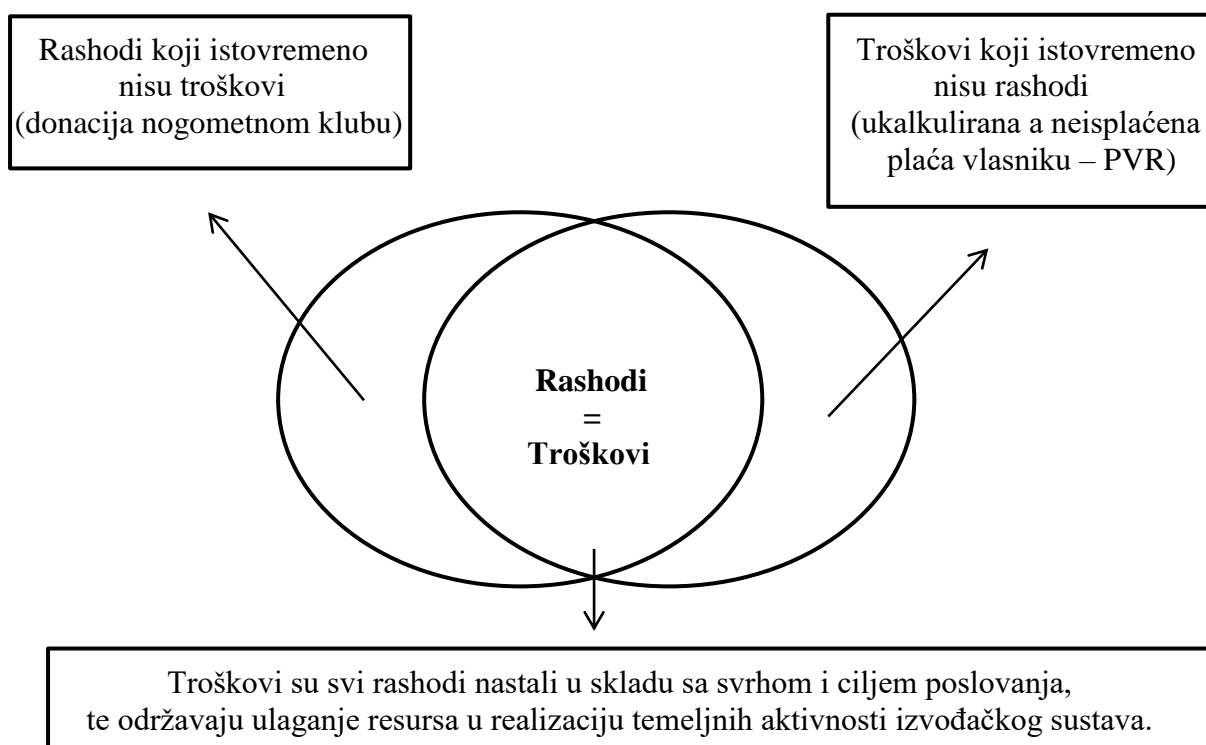 Rashodi koji istovremeno
nisu troškovi
(donacija nogometnom klubu)
Troškovi koji istovremeno
nisu rashodi
(ukalkulirana a neisplaćena
plaća vlasniku – PVR)
Rashodi
=
Troškovi
Troškovi su svi rashodi nastali u skladu sa svrhom i ciljem poslovanja,
te održavaju ulaganje resursa u realizaciju temeljnih aktivnosti izvođačkog sustava.